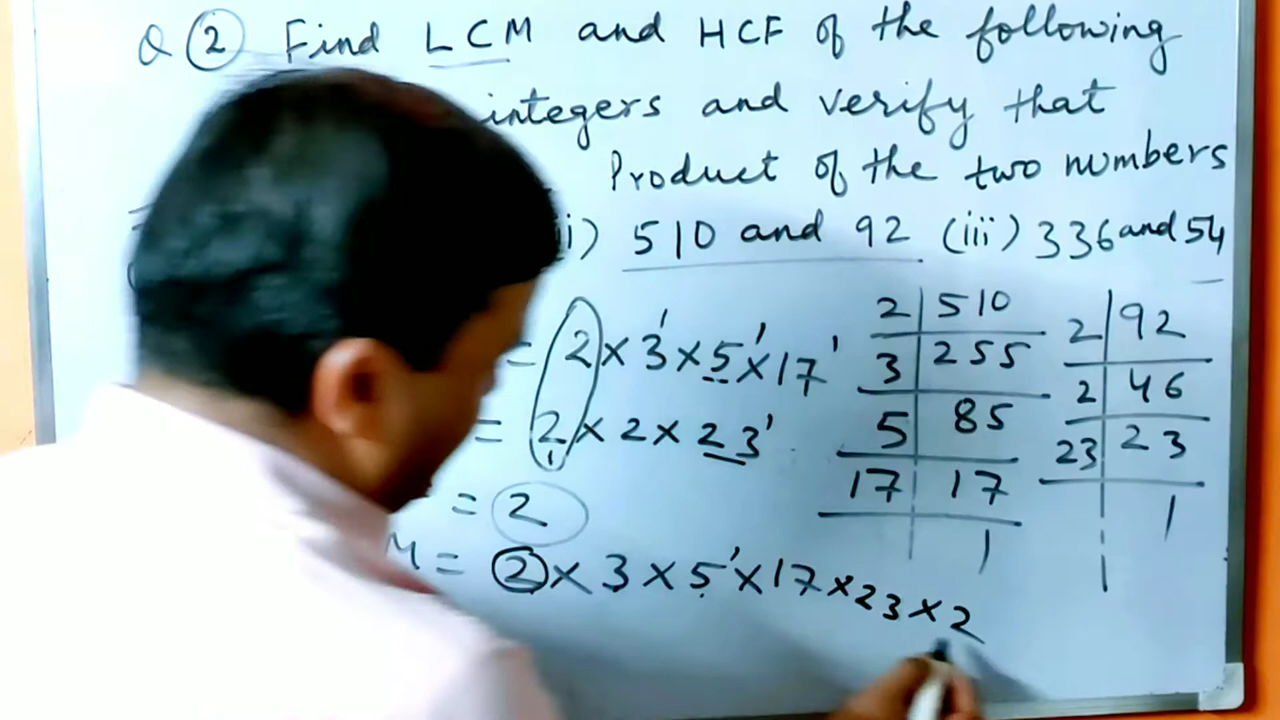 Q 2 Find LCM and HCF of the following
integers and verify that
Product of the two numbers
i) 510 and 92 (iii) 336 and 54
= 2 × 3' × 5' × 17'
= 2 × 2 × 23'
= 2
M = 2 × 3 × 5' × 17 × 23 × 2
2 | 510
3 | 255
5 | 85
17 | 17
1
2 | 92
2 | 46
23 | 23
1